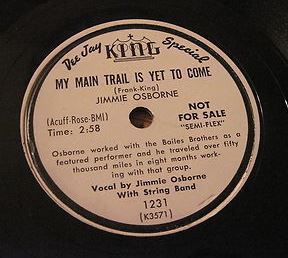 Dee Jay KING Special
MY MAIN TRAIL IS YET TO COME
(Frank-King)
JIMMIE OSBORNE
(Acuff-Rose-BMI)
Time: 2:58
NOT
FOR SALE
"SEMI-FLEX"
Osborne worked with the Bailes Brothers as a
featured performer and he traveled over fifty
thousand miles in eight months work-
ing with that group.
Vocal by Jimmie Osborne
With String Band
1231
(K3571)